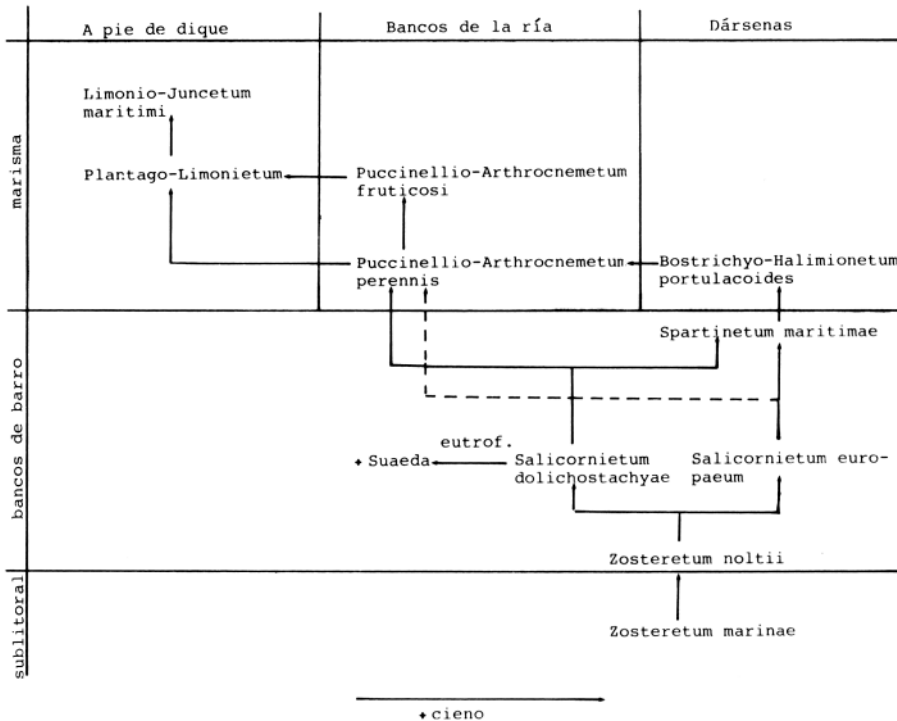 A pie de dique
Bancos de la ría
Dársenas
marisma
Limonio-Juncetum
maritimi
Plantago-Limonietum
Puccinellio-Arthrocnemetum
fruticosi
Puccinellio-Arthrocnemetum
perennis
Bostrichyo-Halimionetum
portulacoides
bancos de barro
Spartinetum maritimae
eutrof.
+ Suaeda
Salicornietum
dolichostachyae
Salicornietum euro-
paeum
Zosteretum noltii
sublitoral
Zosteretum marinae
+ cieno